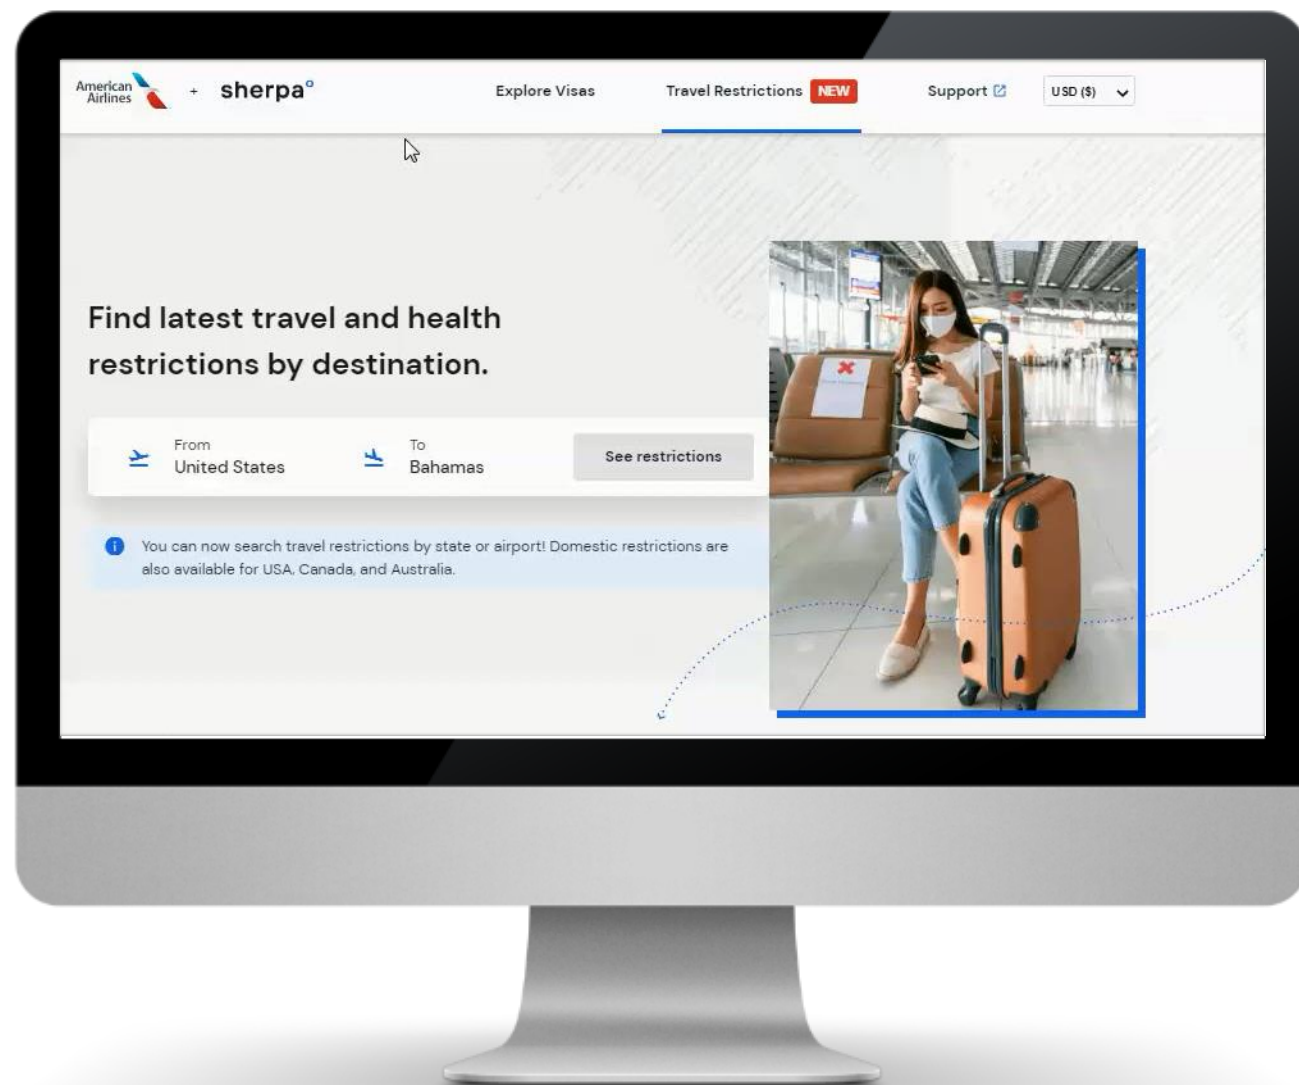 American
Airlines
+
sherpa°
Explore Visas
Travel Restrictions NEW
Support
USD ($)
Find latest travel and health
restrictions by destination.
From
United States
To
Bahamas
See restrictions
You can now search travel restrictions by state or airport! Domestic restrictions are
also available for USA, Canada, and Australia.